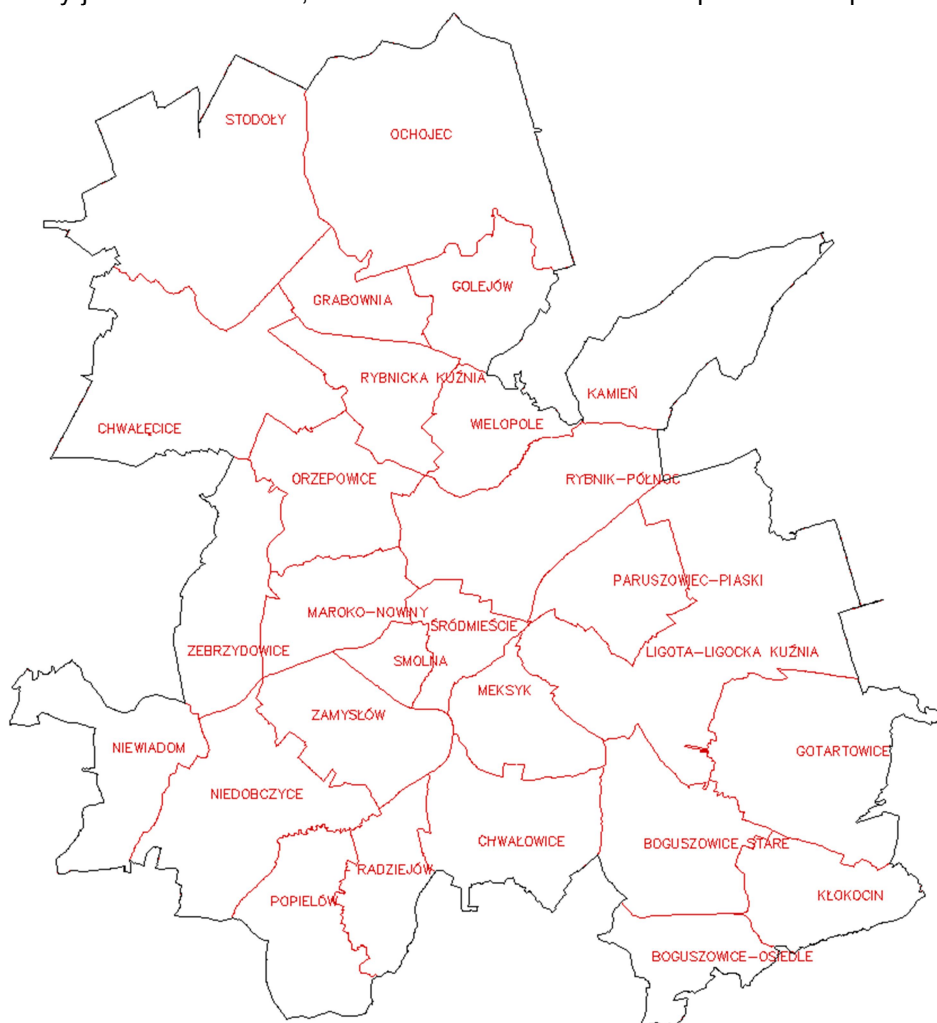 STODOŁY
OCHOJEC
GRABOWNIA
GOLEJÓW
RYBNICKA KUŹNIA
KAMIEŃ
CHWAŁĘCICE
WIELOPOLE
ORZEPOWICE
RYBNIK-PÓŁNOC
PARUSZOWIEC-PIASKI
MAROKO-NOWINY
ŚRÓDMIEŚCIE
ZEBRZYDOWICE
SMOLNA
LIGOTA-LIGOCKA KUŹNIA
MEKSYK
ZAMYSŁÓW
NIEWIADOM
GOTARTOWICE
NIEDOBCZYCE
CHWAŁOWICE
BOGUSZOWICE STARE
RADZIEJÓW
POPIELÓW
KŁOKOCIN
BOGUSZOWICE-OSIEDLE